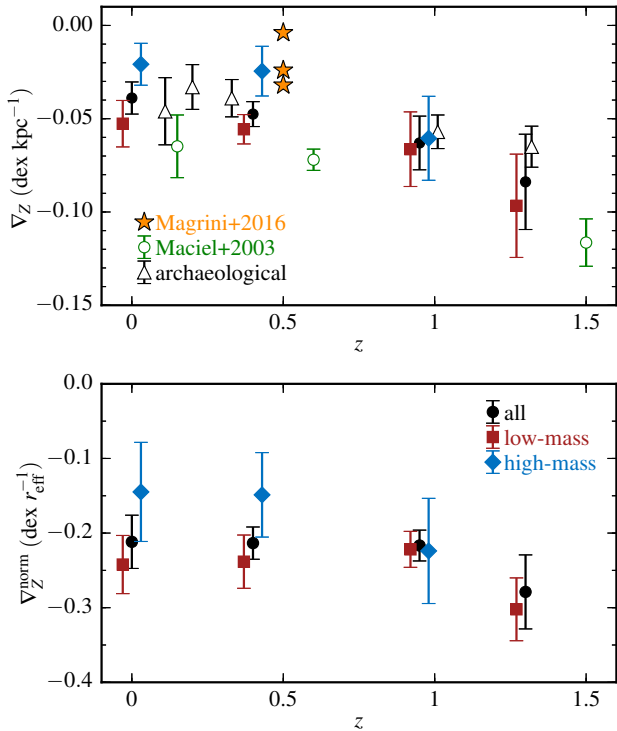 0.00
−0.05
−0.10
−0.15
∇Z (dex kpc−1)
Magrini+2016
Maciel+2003
archaeological
0 0.5 1 1.5
z
0.0
−0.1
−0.2
−0.3
−0.4
∇Znorm (dex reff−1)
all
low-mass
high-mass
0 0.5 1 1.5
z